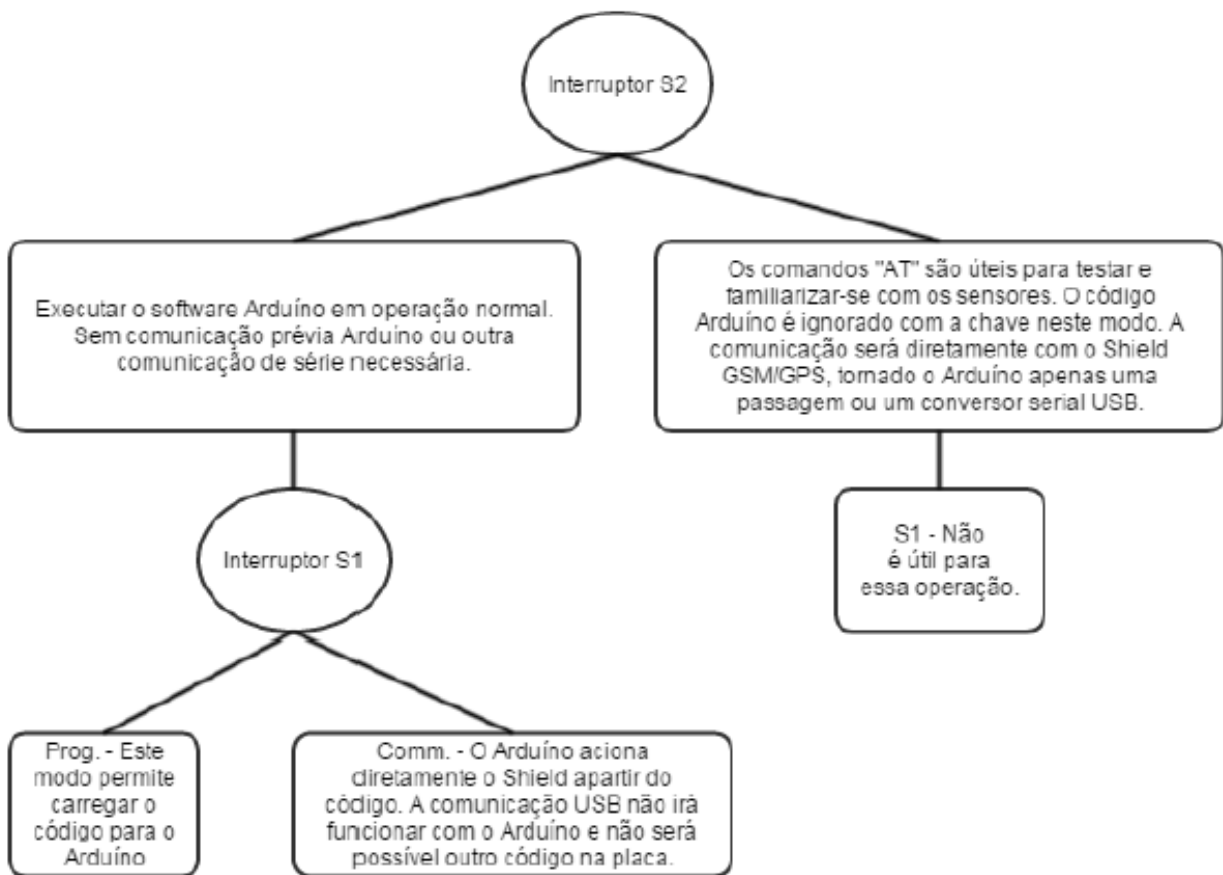 Interruptor S2
Executar o software Arduíno em operação normal.
Sem comunicação prévia Arduíno ou outra
comunicação de série necessária.
Os comandos "AT" são úteis para testar e
familiarizar-se com os sensores. O código
Arduíno é ignorado com a chave neste modo. A
comunicação será diretamente com o Shield
GSM/GPS, tornado o Arduíno apenas uma
passagem ou um conversor serial USB.
Interruptor S1
S1 - Não
é útil para
essa operação.
Prog. - Este
modo permite
carregar o
código para o
Arduíno
Comm. - O Arduíno aciona
diretamente o Shield apartir do
código. A comunicação USB não irá
funcionar com o Arduíno e não será
possível outro código na placa.